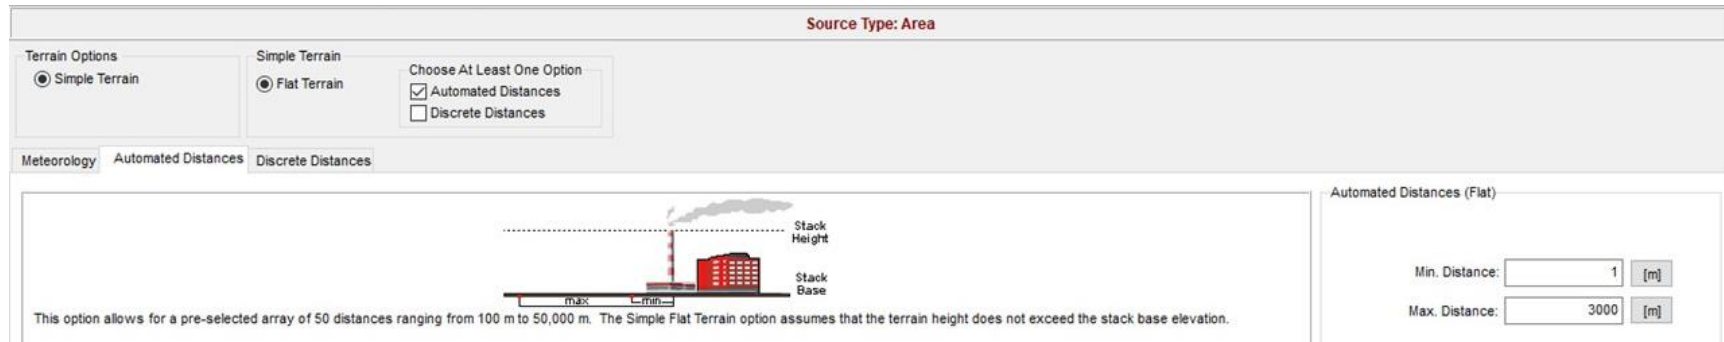 Source Type: Area
Terrain Options
Simple Terrain
Simple Terrain
Flat Terrain
Choose At Least One Option
Automated Distances
Discrete Distances
Meteorology Automated Distances Discrete Distances
Stack
Height
Stack
Base
max min
This option allows for a pre-selected array of 50 distances ranging from 100 m to 50,000 m. The Simple Flat Terrain option assumes that the terrain height does not exceed the stack base elevation.
Automated Distances (Flat)
Min. Distance: 1 [m]
Max. Distance: 3000 [m]